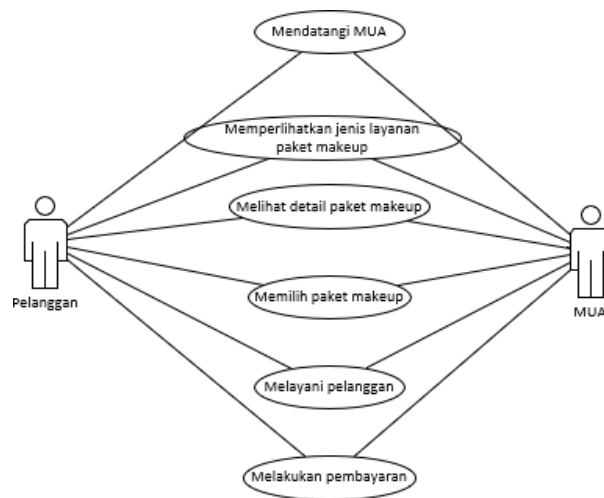 Mendatangi MUA
Memperlihatkan jenis layanan
paket makeup
Melihat detail paket makeup
Memilih paket makeup
Pelanggan
MUA
Melayani pelanggan
Melakukan pembayaran